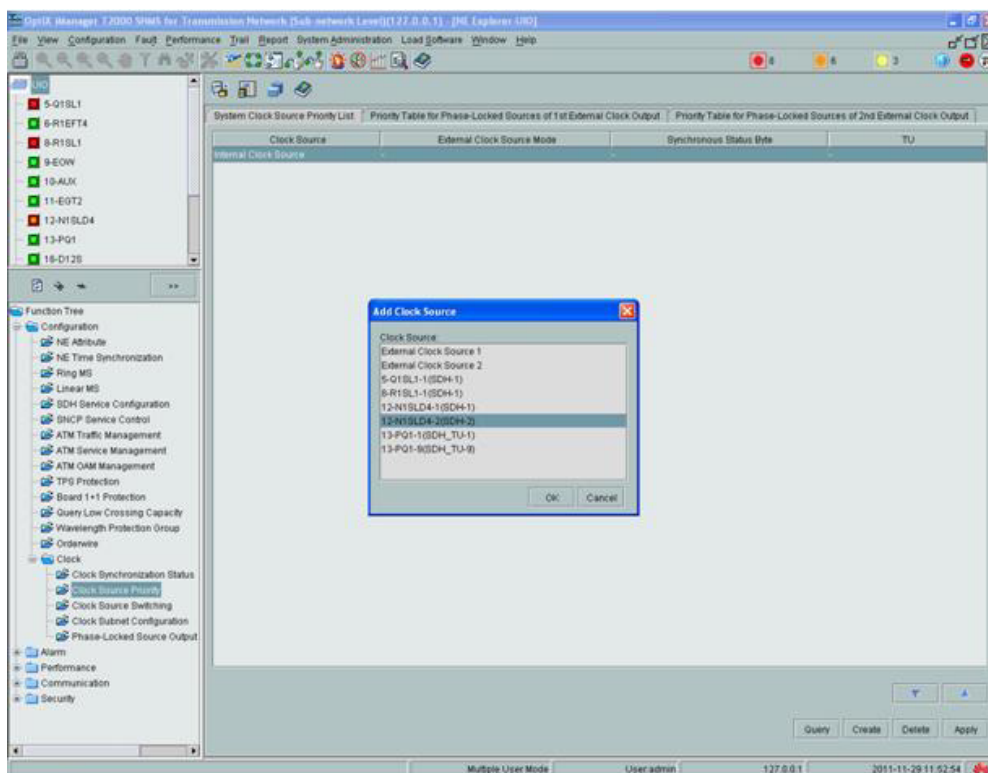 OptiX iManager T2000 SNMS for Transmission Network (Sub-network Level)(127.0.0.1) - [NE Explorer-UIO]
File View Configuration Fault Performance Trail Report System Administration Load Software Window Help
8 6 3
UIO
5-Q1SL1
6-R1EFT4
8-R1SL1
9-EOW
10-AUX
11-EGT2
12-N1SLD4
13-PQ1
16-D12S
>>
Function Tree
Configuration
NE Attribute
NE Time Synchronization
Ring MS
Linear MS
SDH Service Configuration
SNCP Service Control
ATM Traffic Management
ATM Service Management
ATM OAM Management
TPS Protection
Board 1+1 Protection
Query Low Crossing Capacity
Wavelength Protection Group
Orderwire
Clock
Clock Synchronization Status
Clock Source Priority
Clock Source Switching
Clock Subnet Configuration
Phase-Locked Source Output
Alarm
Performance
Communication
Security
System Clock Source Priority List Priority Table for Phase-Locked Sources of 1st External Clock Output Priority Table for Phase-Locked Sources of 2nd External Clock Output
Clock Source External Clock Source Mode Synchronous Status Byte TU
Internal Clock Source - - -
Add Clock Source
Clock Source:
External Clock Source 1
External Clock Source 2
5-Q1SL1-1(SDH-1)
8-R1SL1-1(SDH-1)
12-N1SLD4-1(SDH-1)
12-N1SLD4-2(SDH-2)
13-PQ1-1(SDH_TU-1)
13-PQ1-9(SDH_TU-9)
OK Cancel
Query Create Delete Apply
Multiple User Mode User:admin 127.0.0.1 2011-11-29 11:52:54